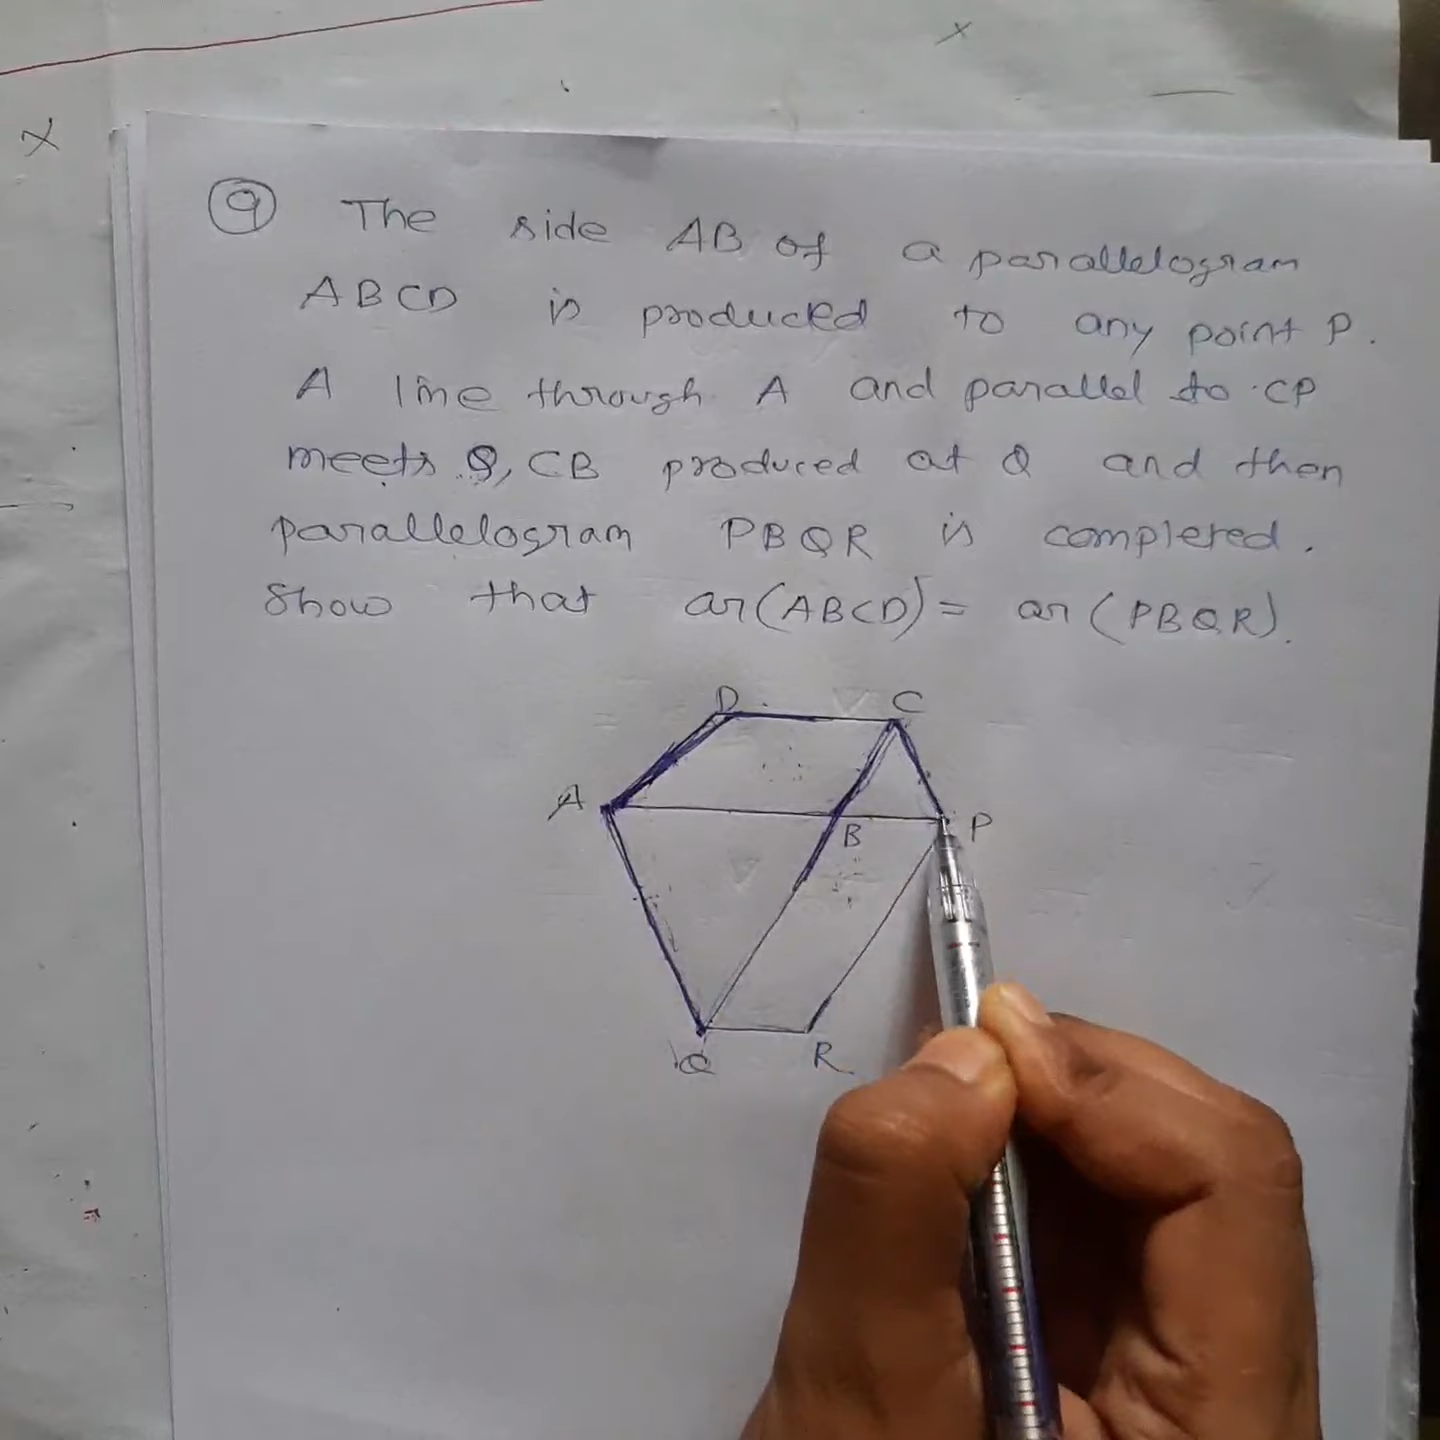 9 The side AB of a parallelogram
ABCD is produced to any point P.
A line through A and parallel to CP
meets Q, CB produced at Q and then
parallelogram PBQR is completed.
Show that ar(ABCD) = ar(PBQR).
D C
A B P
Q R